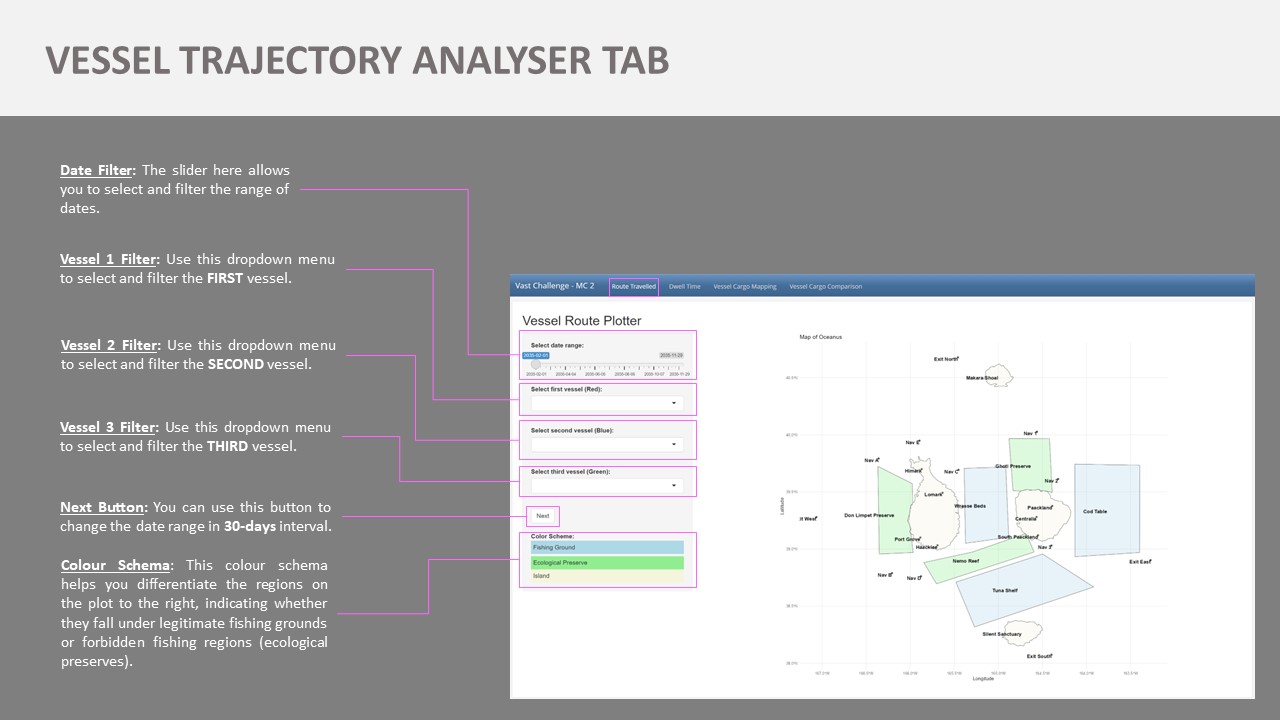 VESSEL TRAJECTORY ANALYSER TAB
Date Filter: The slider here allows
you to select and filter the range of
dates.
Vessel 1 Filter: Use this dropdown menu
to select and filter the FIRST vessel.
Vessel 2 Filter: Use this dropdown menu
to select and filter the SECOND vessel.
Vessel 3 Filter: Use this dropdown menu
to select and filter the THIRD vessel.
Next Button: You can use this button to
change the date range in 30-days interval.
Colour Schema: This colour schema
helps you differentiate the regions on
the plot to the right, indicating whether
they fall under legitimate fishing grounds
or forbidden fishing regions (ecological
preserves).
Vast Challenge - MC 2 Route Travelled Dwell Time Vessel Cargo Mapping Vessel Cargo Comparison
Vessel Route Plotter
Select date range:
2035-02-01
Select first vessel (Red):
Select second vessel (Blue):
Select third vessel (Green):
Next
Color Scheme:
Fishing Ground
Ecological Preserve
Island
Map of Oceanus
Exit North
Makara Shoal
Nav
Nav
Ghoti Preserve
Nav
Himark
Nav
Nav 2
Lomark
Wrasse Beds
Paackland
Cod Table
Don Limpet Preserve
Centralia
it West
Port Grove
South Paackland
Haacklee
Nav 3
Nemo Reef
Exit East
Nav
Nav D
Tuna Shelf
Silent Sanctuary
Exit South
Latitude
Longitude